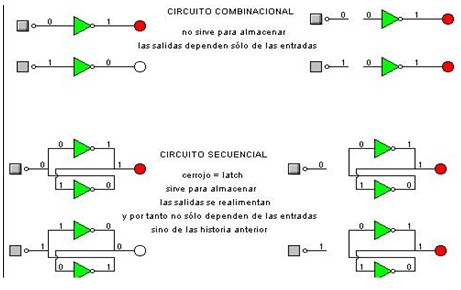 CIRCUITO COMBINACIONAL
0 1 0 1
no sirve para almacenar
las salidas dependen sólo de las entradas
1 0 1 0 1
CIRCUITO SECUENCIAL
0 1 0 1
0 1 0 1
cerrojo = latch
1 0 1 0
sirve para almacenar
las salidas se realimentan
1 0 0 1
y por tanto no sólo dependen de las entradas
sino de las historia anterior
1 0 1 1
0 1 1 0